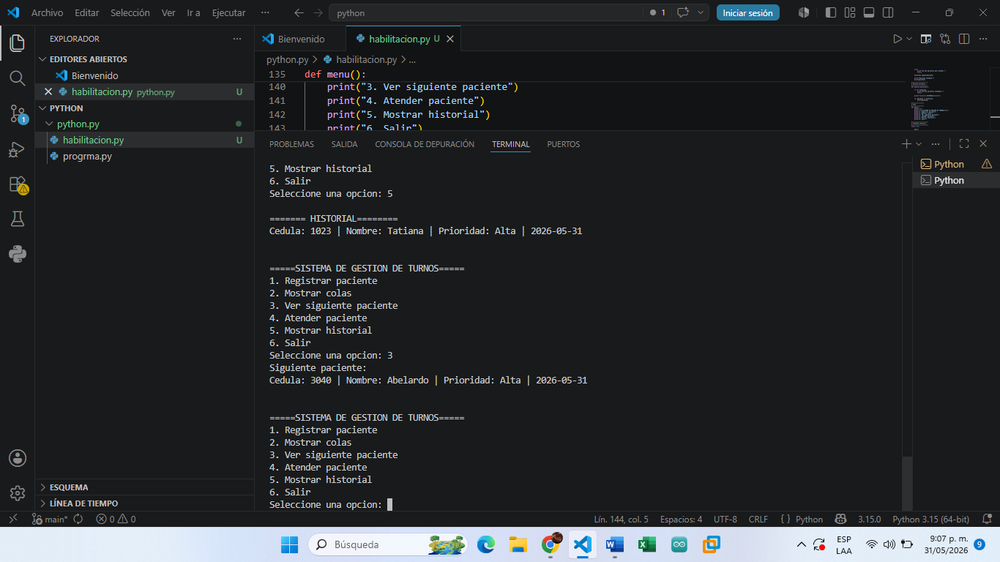 Archivo Editar Selección Ver Ir a Ejecutar ··· python 1 Iniciar sesión
EXPLORADOR
EDITORES ABIERTOS
Bienvenido
habilitacion.py python.py U
PYTHON
python.py
habilitacion.py U
progrma.py
ESQUEMA
LÍNEA DE TIEMPO
Bienvenido habilitacion.py U
python.py > habilitacion.py > ...
135 def menu():
140 print("3. Ver siguiente paciente")
141 print("4. Atender paciente")
142 print("5. Mostrar historial")
143 print("6. Salir")
PROBLEMAS SALIDA CONSOLA DE DEPURACIÓN TERMINAL PUERTOS
Python
Python
5. Mostrar historial
6. Salir
Seleccione una opcion: 5
======= HISTORIAL========
Cedula: 1023 | Nombre: Tatiana | Prioridad: Alta | 2026-05-31
=====SISTEMA DE GESTION DE TURNOS=====
1. Registrar paciente
2. Mostrar colas
3. Ver siguiente paciente
4. Atender paciente
5. Mostrar historial
6. Salir
Seleccione una opcion: 3
Siguiente paciente:
Cedula: 3040 | Nombre: Abelardo | Prioridad: Alta | 2026-05-31
=====SISTEMA DE GESTION DE TURNOS=====
1. Registrar paciente
2. Mostrar colas
3. Ver siguiente paciente
4. Atender paciente
5. Mostrar historial
6. Salir
Seleccione una opcion:
main* 0 0 Lín. 144, col. 5 Espacios: 4 UTF-8 CRLF { } Python 3.15.0 Python 3.15 (64-bit)
Búsqueda
ESP
LAA
9:07 p. m.
31/05/2026
9